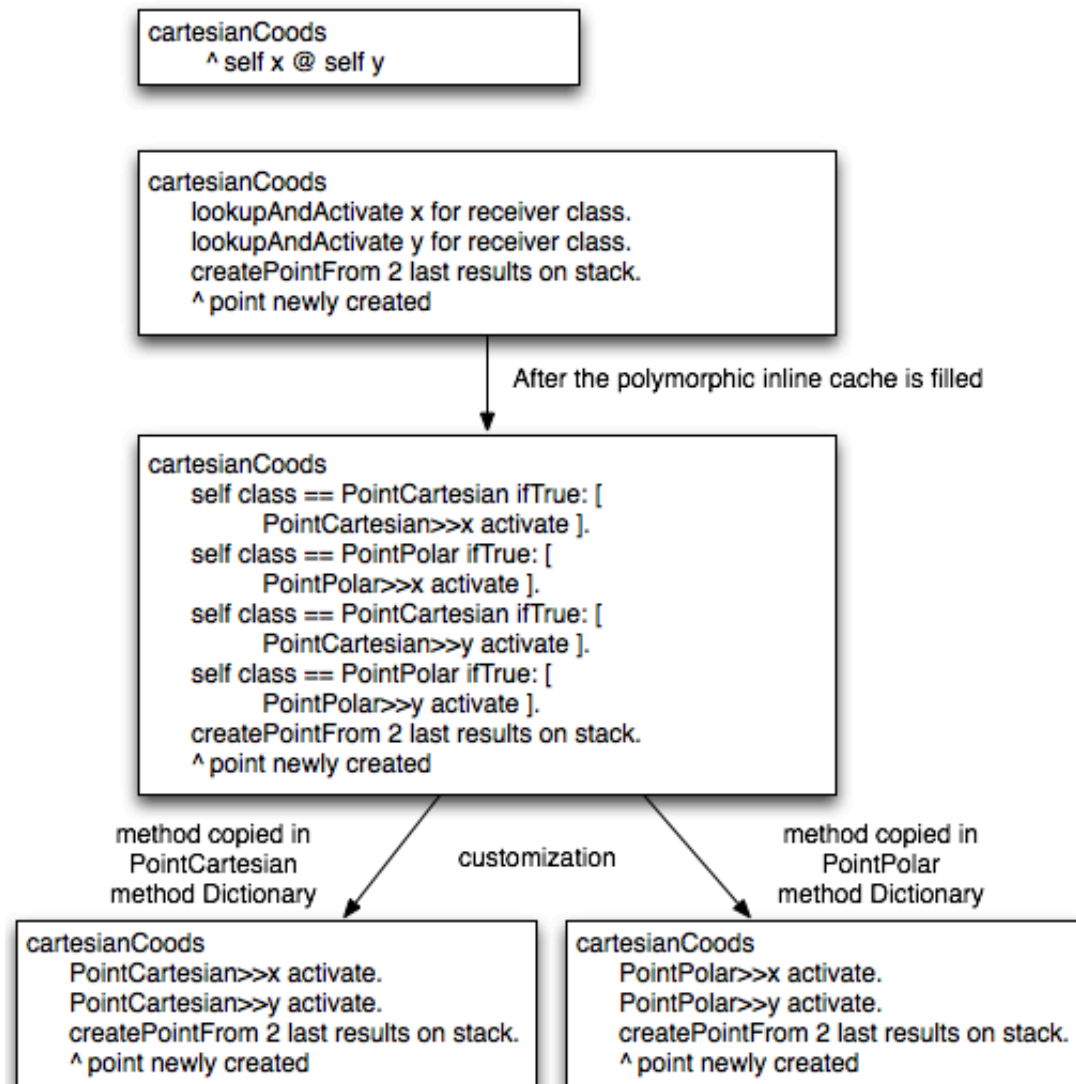 cartesianCoods
^ self x @ self y
cartesianCoods
lookupAndActivate x for receiver class.
lookupAndActivate y for receiver class.
createPointFrom 2 last results on stack.
^ point newly created
After the polymorphic inline cache is filled
cartesianCoods
self class == PointCartesian ifTrue: [
PointCartesian>>x activate ].
self class == PointPolar ifTrue: [
PointPolar>>x activate ].
self class == PointCartesian ifTrue: [
PointCartesian>>y activate ].
self class == PointPolar ifTrue: [
PointPolar>>y activate ].
createPointFrom 2 last results on stack.
^ point newly created
method copied in
PointCartesian
method Dictionary
customization
method copied in
PointPolar
method Dictionary
cartesianCoods
PointCartesian>>x activate.
PointCartesian>>y activate.
createPointFrom 2 last results on stack.
^ point newly created
cartesianCoods
PointPolar>>x activate.
PointPolar>>y activate.
createPointFrom 2 last results on stack.
^ point newly created